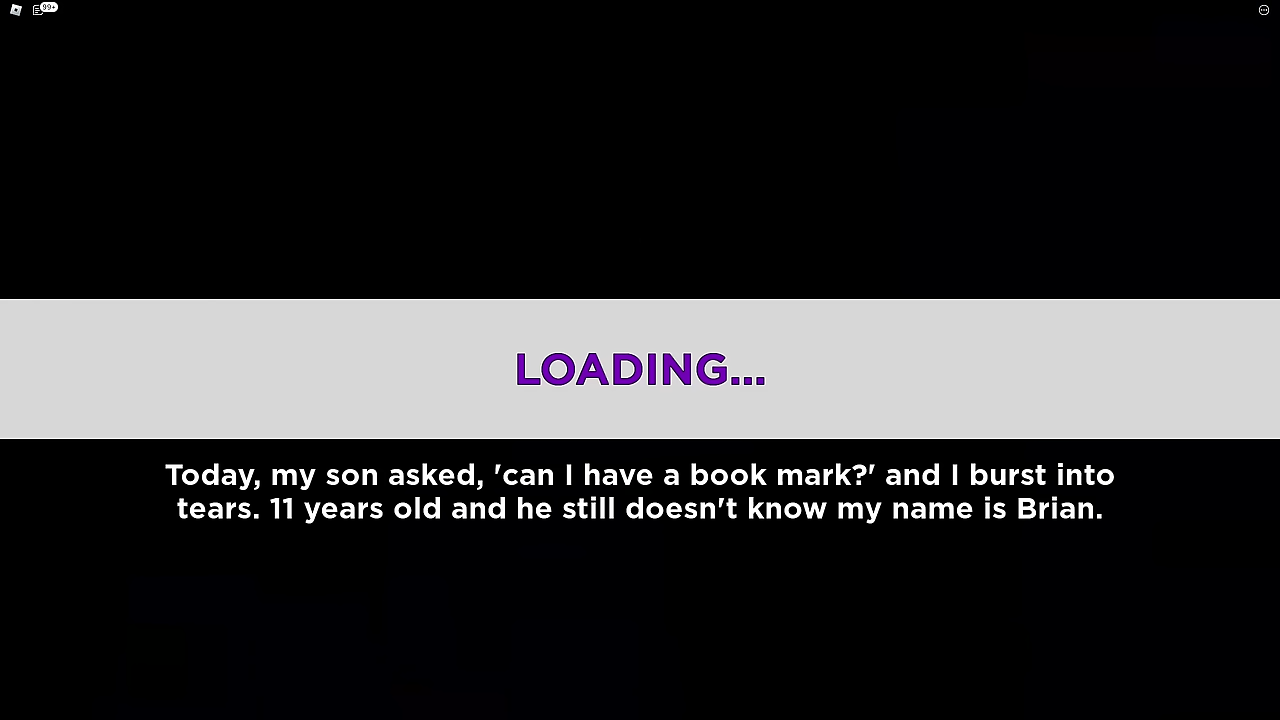 99+
LOADING...
Today, my son asked, 'can I have a book mark?' and I burst into
tears. 11 years old and he still doesn't know my name is Brian.